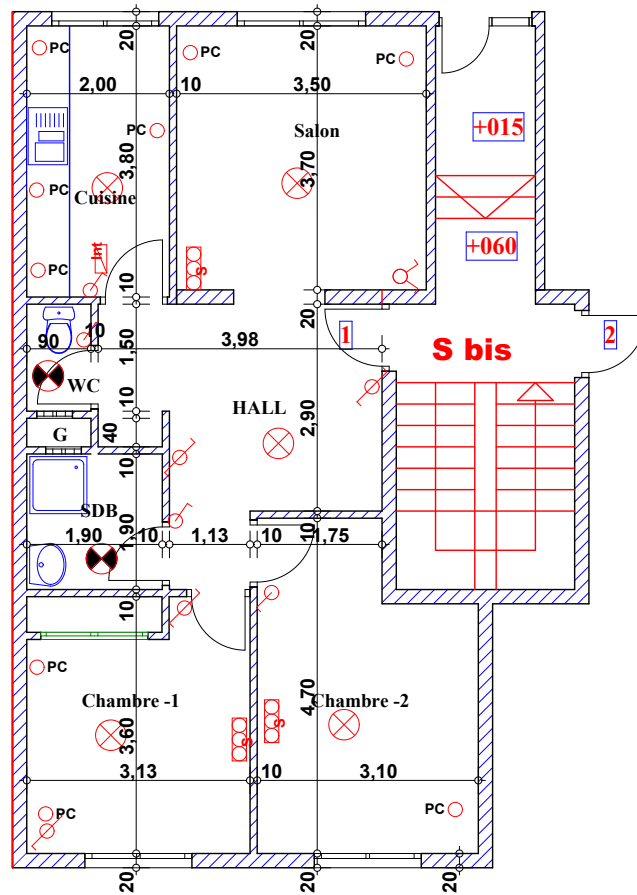 20
20
PC
PC
PC
2,00
10
3,50
+015
PC
Salon
3,80
3,70
PC
Cuisine
+060
Int
S
PC
10
20
10
90
1,50
3,98
1
S bis
2
WC
10
HALL
2,90
G
40
10
SDB
1,90
1,90
10
1,13
10
10
1,75
10
PC
Chambre -1
Chambre -2
4,70
S
S
3,60
3,13
10
3,10
PC
PC
20
20
20